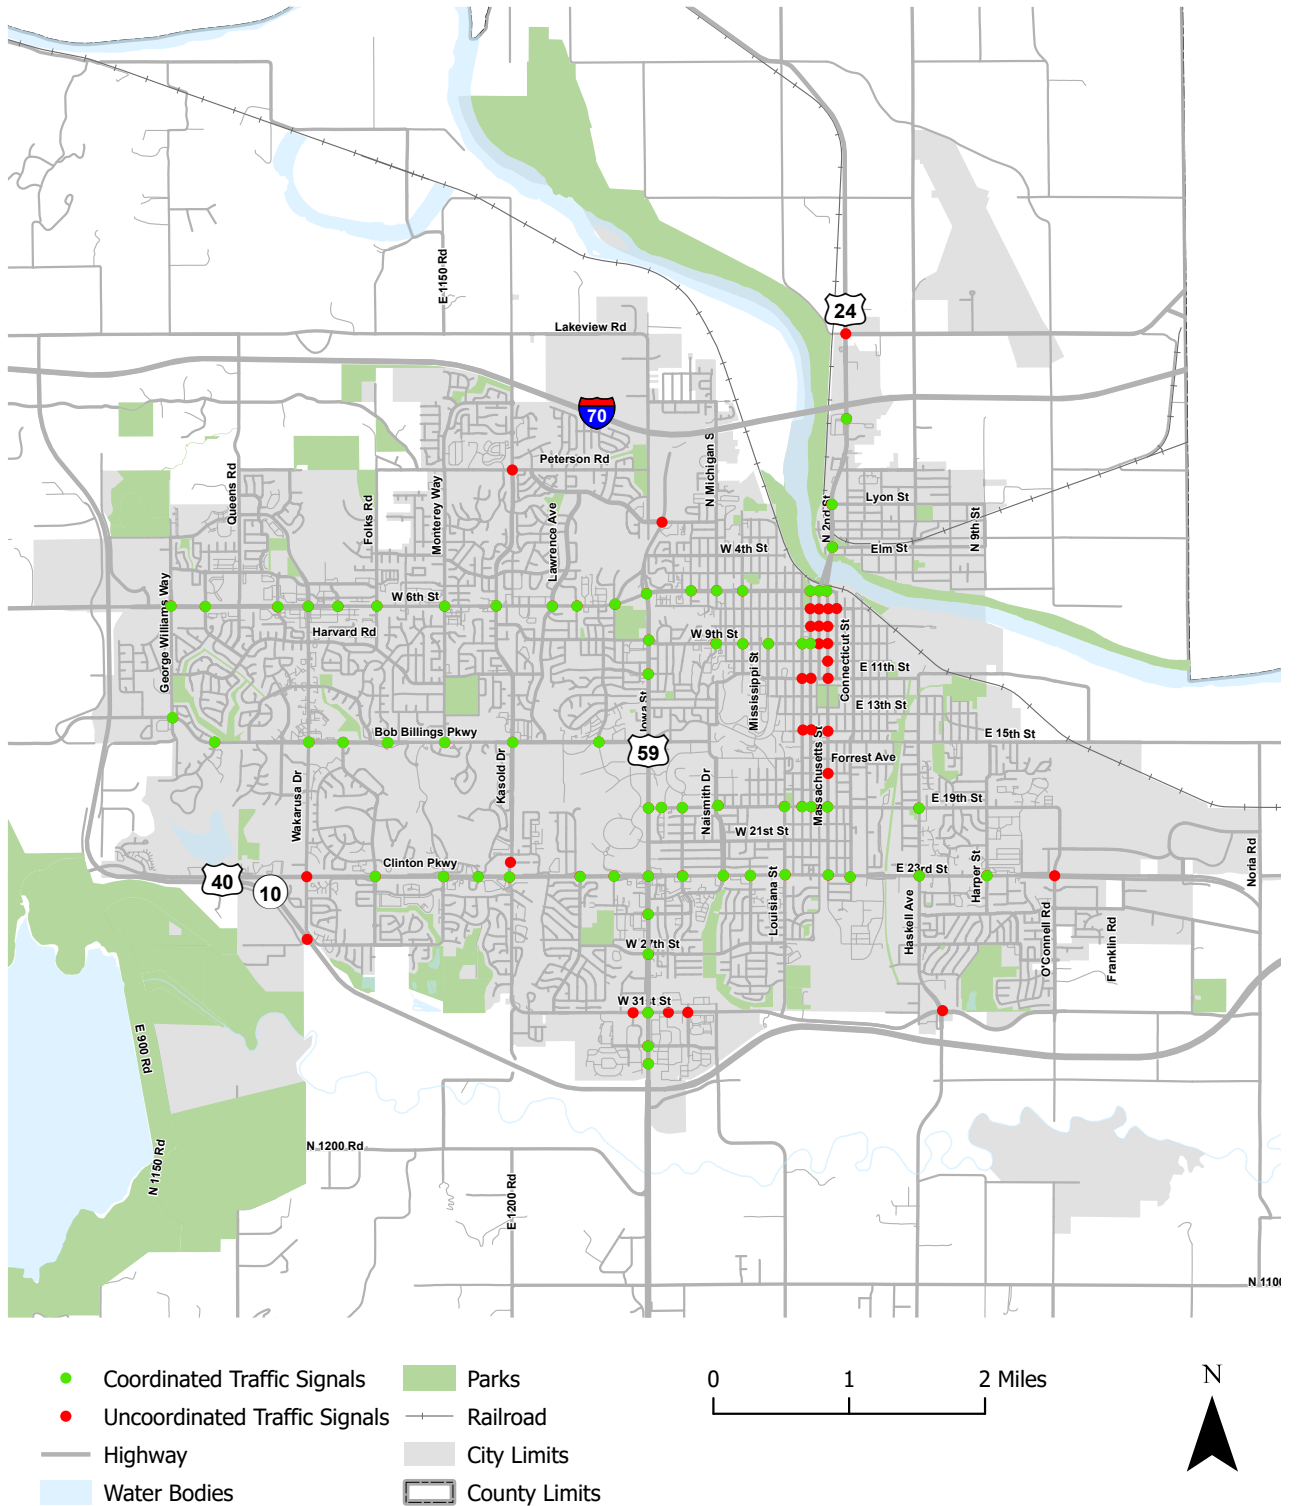 E 1150 Rd
24
Lakeview Rd
70
Peterson Rd
N Michigan S
Queens Rd
Folks Rd
Monterey Way
Lawrence Ave
N 2nd St
Lyon St
N 9th St
W 4th St
Elm St
George Williams Way
W 6th St
Harvard Rd
W 9th St
Connecticut St
E 11th St
Mississippi St
Iowa St
E 13th St
Bob Billings Pkwy
E 15th St
59
Massachusetts St
Forrest Ave
Kasold Dr
Naismith Dr
Wakarusa Dr
E 19th St
W 21st St
Noria Rd
Clinton Pkwy
E 23rd St
Harper St
40
10
Louisiana St
Haskell Ave
O'Connell Rd
Franklin Rd
W 27th St
W 31st St
E 900 Rd
N 1200 Rd
N 1150 Rd
E 1200 Rd
N 1100
Coordinated Traffic Signals
Uncoordinated Traffic Signals
Highway
Water Bodies
Parks
Railroad
City Limits
County Limits
0 1 2 Miles
N